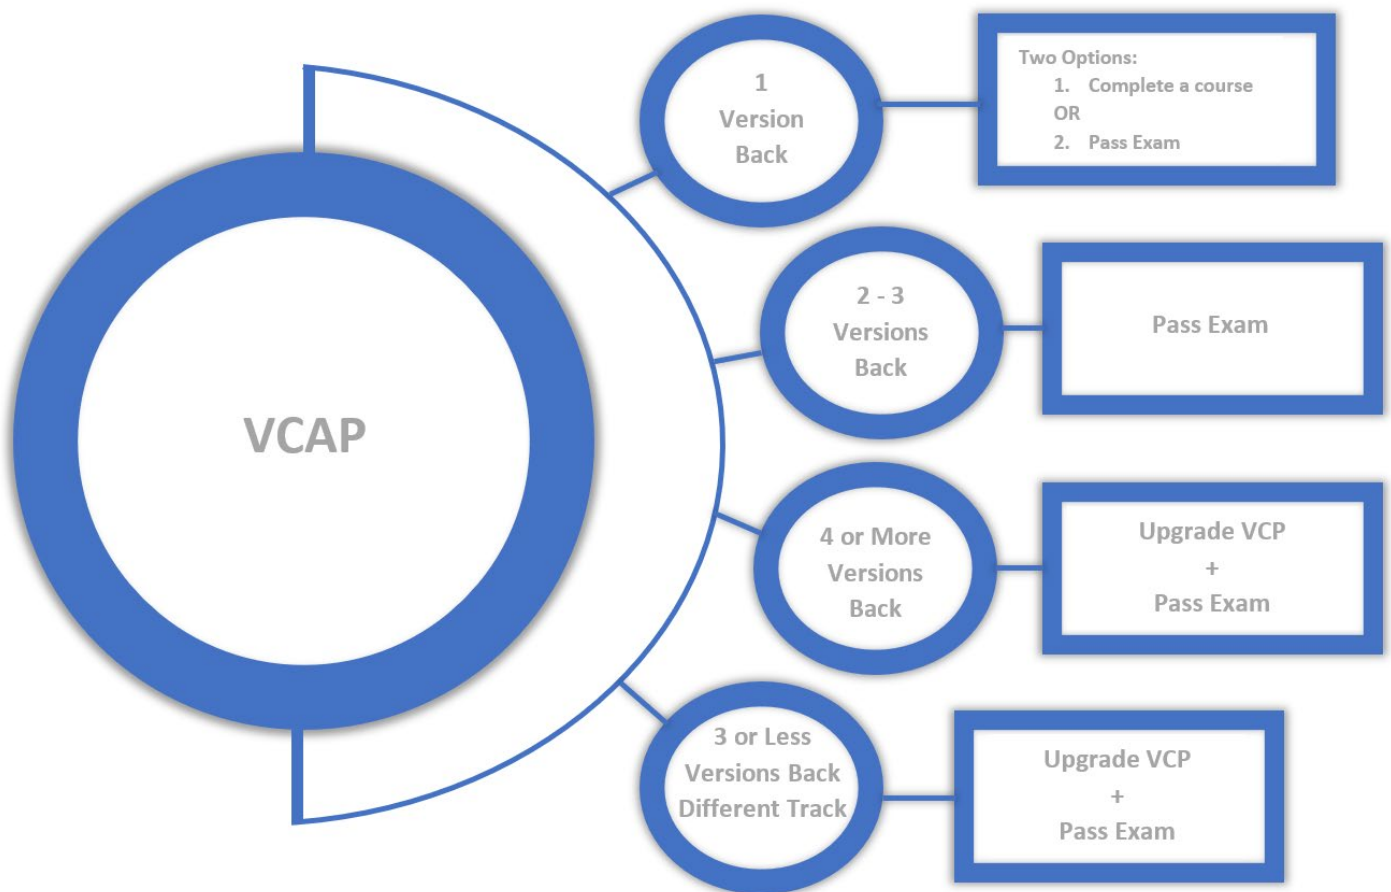 VCAP
1
Version
Back
Two Options:
1. Complete a course
OR
2. Pass Exam
2 - 3
Versions
Back
Pass Exam
4 or More
Versions
Back
Upgrade VCP
+
Pass Exam
3 or Less
Versions Back
Different Track
Upgrade VCP
+
Pass Exam